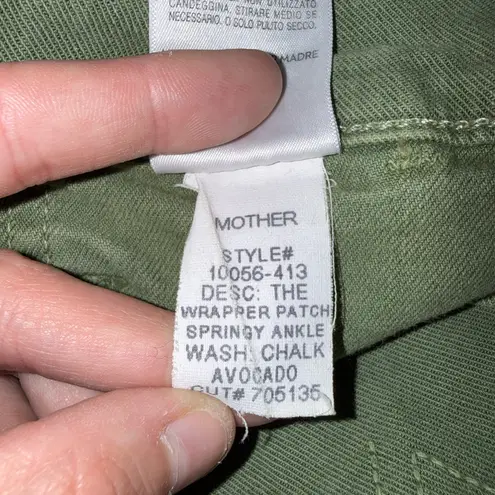 CANDEGGINA. STIRARE MEDIO SE
NECESSARIO. O SOLO PULITO SECCO.
MADRE
MOTHER
STYLE#
10056-413
DESC: THE
WRAPPER PATCH
SPRINGY ANKLE
WASH: CHALK
AVOCADO
CUT# 705135